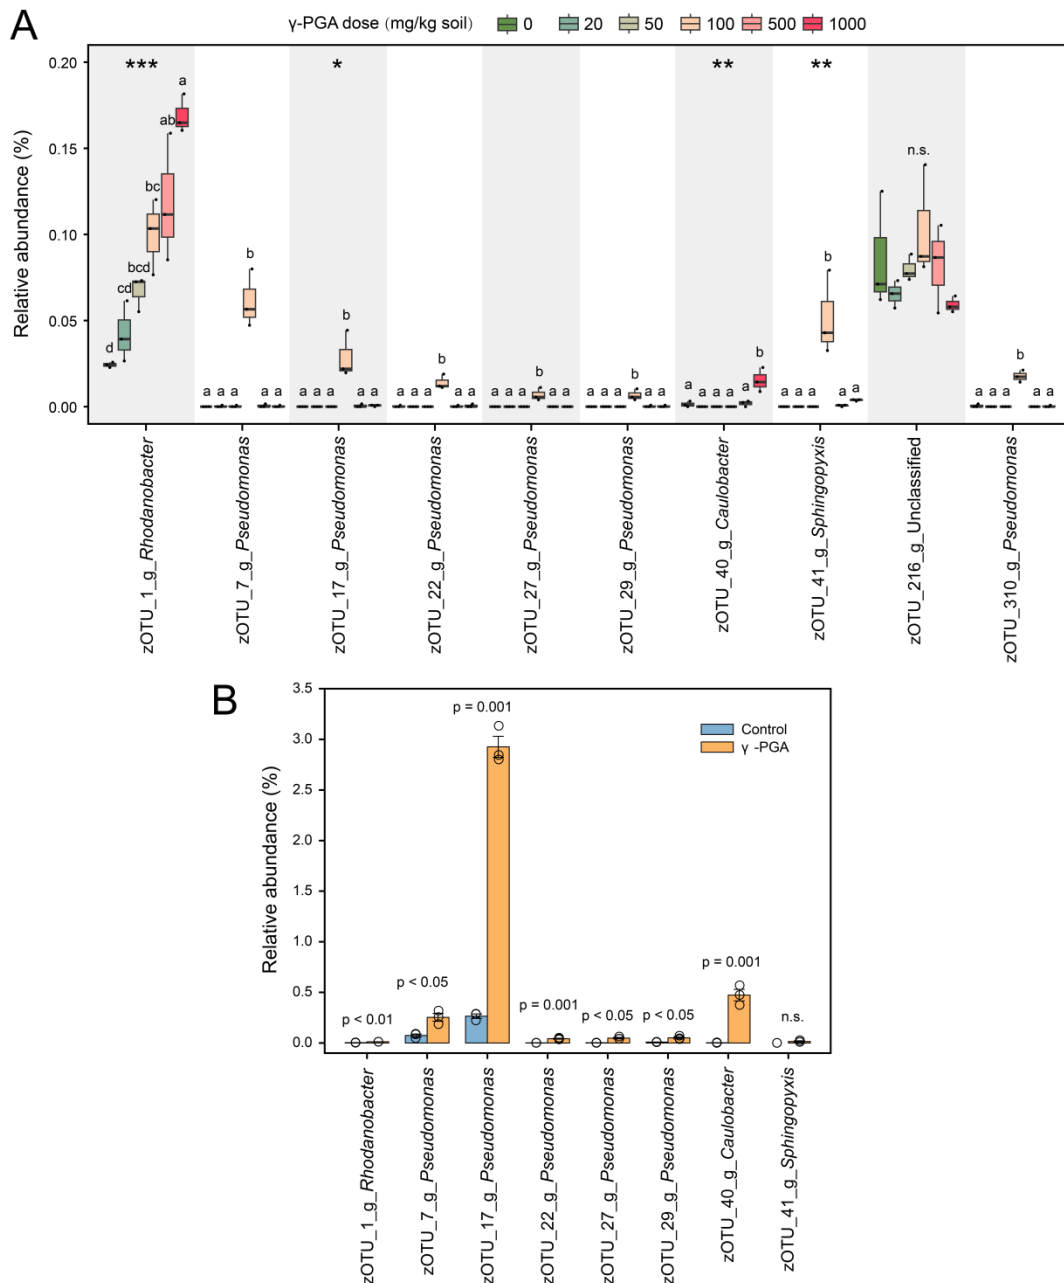 A
γ-PGA dose (mg/kg soil) 0 20 50 100 500 1000
Relative abundance (%)
0.20
0.15
0.10
0.05
0.00
*** * ** **
d cd bcd bc ab a
a a a b a a
a a a b a a
a a a b a a
a a a b a a
a a a b a a
a a a a a b
a a a b a a
n.s.
a a a b a a
zOTU_1_g_Rhodanobacter
zOTU_7_g_Pseudomonas
zOTU_17_g_Pseudomonas
zOTU_22_g_Pseudomonas
zOTU_27_g_Pseudomonas
zOTU_29_g_Pseudomonas
zOTU_40_g_Caulobacter
zOTU_41_g_Sphingopyxis
zOTU_216_g_Unclassified
zOTU_310_g_Pseudomonas
B
Relative abundance (%)
3.5
3.0
2.5
2.0
1.5
1.0
0.5
0.0
Control
γ -PGA
p < 0.01
p < 0.05
p = 0.001
p = 0.001
p < 0.05
p < 0.05
p = 0.001
n.s.
zOTU_1_g_Rhodanobacter
zOTU_7_g_Pseudomonas
zOTU_17_g_Pseudomonas
zOTU_22_g_Pseudomonas
zOTU_27_g_Pseudomonas
zOTU_29_g_Pseudomonas
zOTU_40_g_Caulobacter
zOTU_41_g_Sphingopyxis